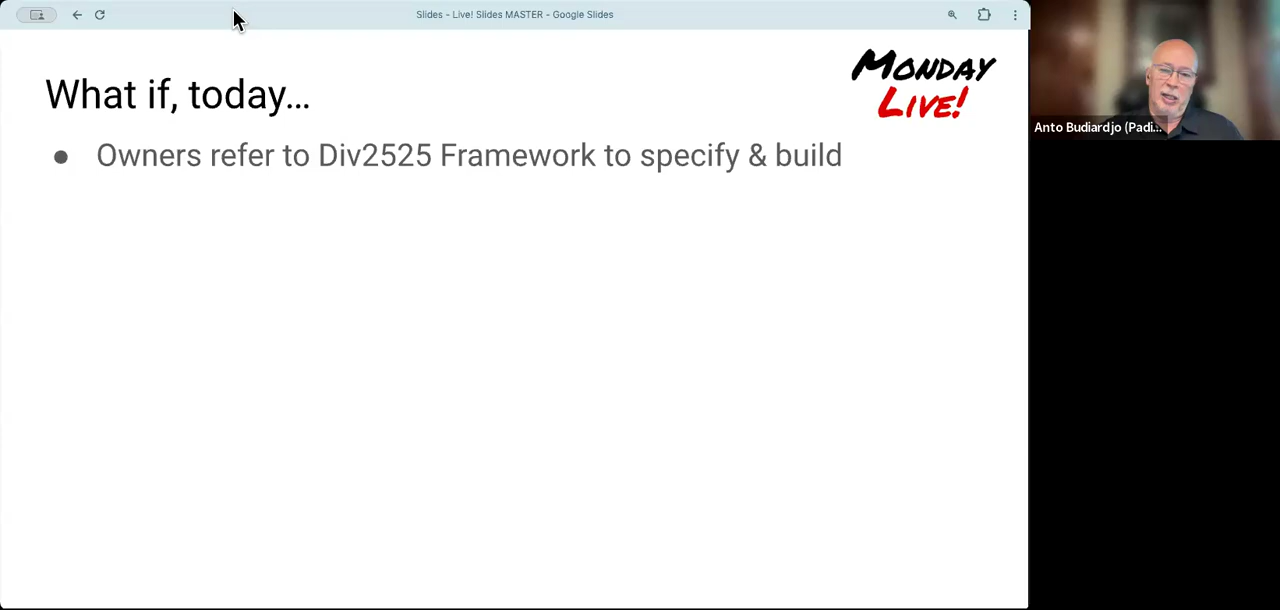 Slides - Live! Slides MASTER - Google Slides
What if, today...
MONDAY
LIVE!
● Owners refer to Div2525 Framework to specify & build
Anto Budiardjo (Padi...